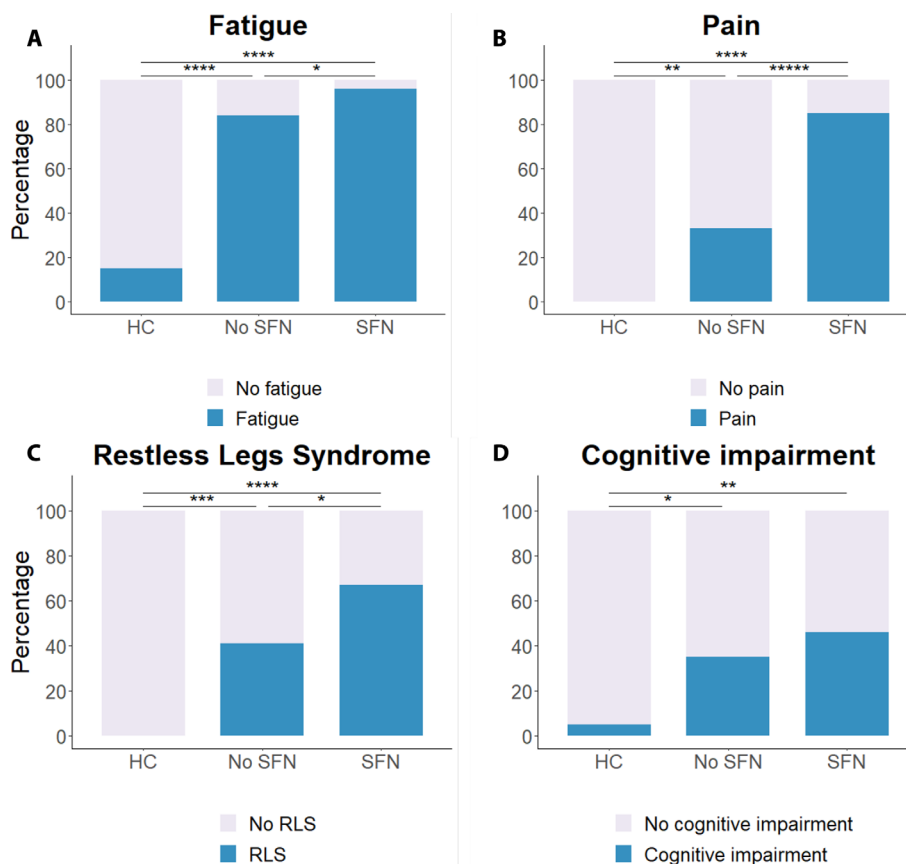 A Fatigue
****
**** *
100
80
60
40
20
0
Percentage
HC No SFN SFN
No fatigue
Fatigue
B Pain
****
** *****
100
80
60
40
20
0
HC No SFN SFN
No pain
Pain
C Restless Legs Syndrome
****
*** *
100
80
60
40
20
0
Percentage
HC No SFN SFN
No RLS
RLS
D Cognitive impairment
**
*
100
80
60
40
20
0
HC No SFN SFN
No cognitive impairment
Cognitive impairment